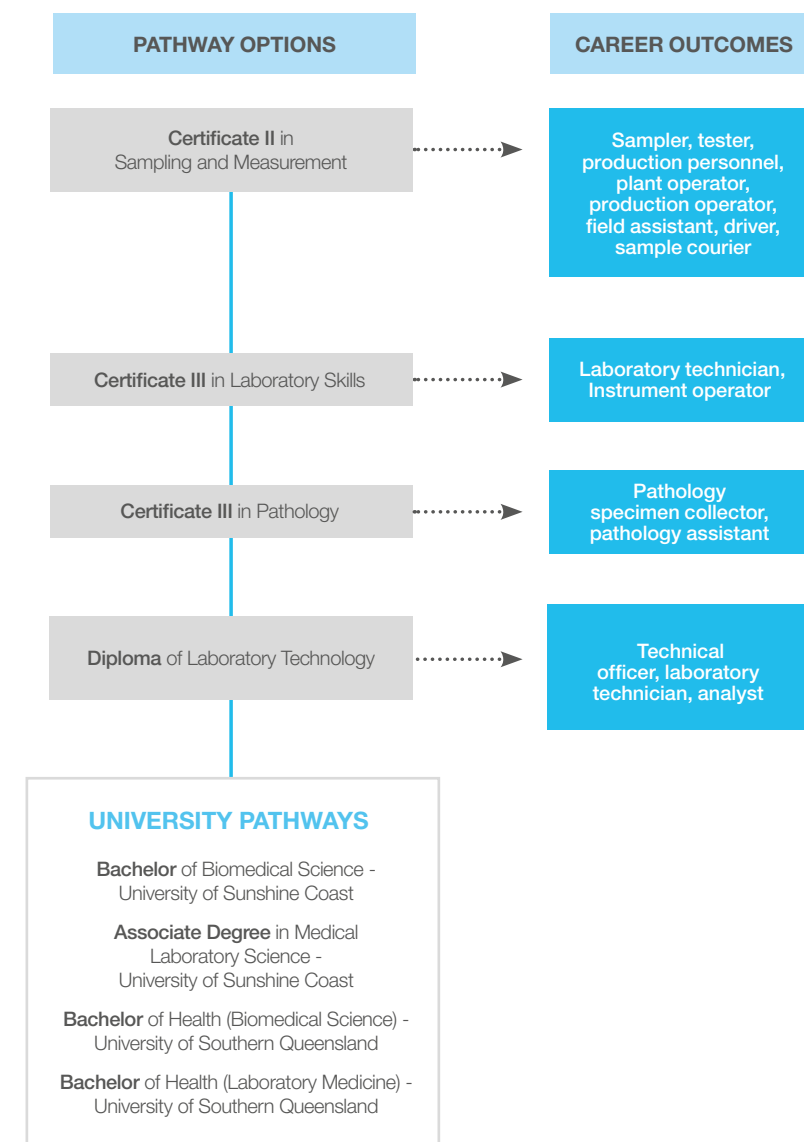 PATHWAY OPTIONS
CAREER OUTCOMES
Certificate II in
Sampling and Measurement
Sampler, tester,
production personnel,
plant operator,
production operator,
field assistant, driver,
sample courier
Certificate III in Laboratory Skills
Laboratory technician,
Instrument operator
Certificate III in Pathology
Pathology
specimen collector,
pathology assistant
Diploma of Laboratory Technology
Technical
officer, laboratory
technician, analyst
UNIVERSITY PATHWAYS
Bachelor of Biomedical Science -
University of Sunshine Coast
Associate Degree in Medical
Laboratory Science -
University of Sunshine Coast
Bachelor of Health (Biomedical Science) -
University of Southern Queensland
Bachelor of Health (Laboratory Medicine) -
University of Southern Queensland